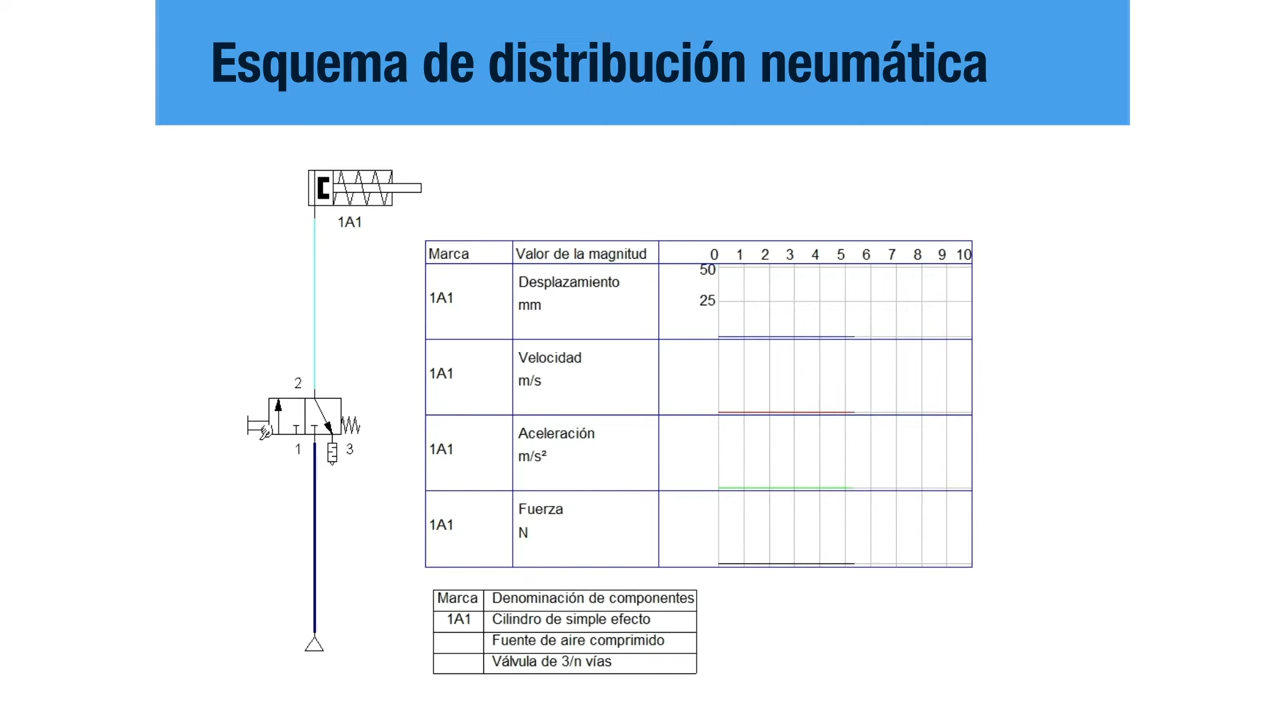 Esquema de distribución neumática
1A1
Marca Valor de la magnitud 0 1 2 3 4 5 6 7 8 9 10
1A1 Desplazamiento 50
mm 25
1A1 Velocidad
m/s
1A1 Aceleración
m/s²
1A1 Fuerza
N
2
1 3
Marca Denominación de componentes
1A1 Cilindro de simple efecto
Fuente de aire comprimido
Válvula de 3/n vías